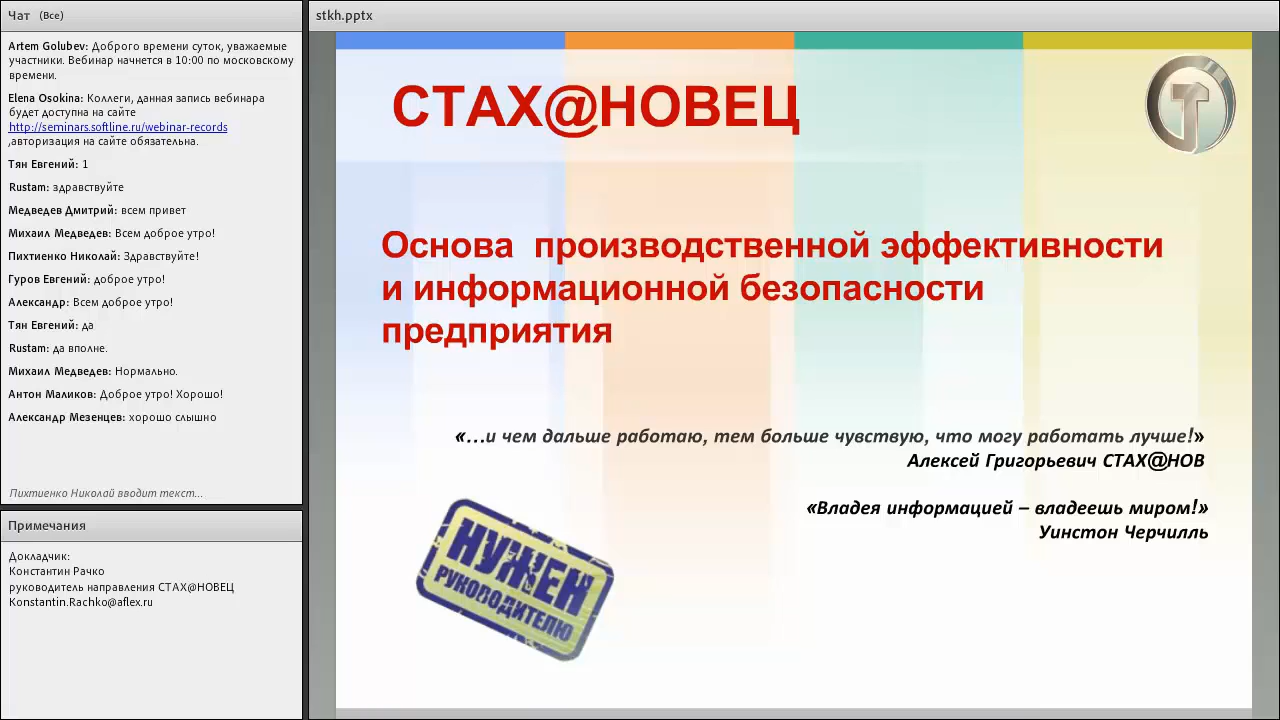 Чат (Все)
Artem Golubev: Доброго времени суток, уважаемые
участники. Вебинар начнется в 10:00 по московскому
времени.
Elena Osokina: Коллеги, данная запись вебинара
будет доступна на сайте
http://seminars.softline.ru/webinar-records
,авторизация на сайте обязательна.
Тян Евгений: 1
Rustam: здравствуйте
Медведев Дмитрий: всем привет
Михаил Медведев: Всем доброе утро!
Пихтиенко Николай: Здравствуйте!
Гуров Евгений: доброе утро!
Александр: Всем доброе утро!
Тян Евгений: да
Rustam: да вполне.
Михаил Медведев: Нормально.
Антон Маликов: Доброе утро! Хорошо!
Александр Мезенцев: хорошо слышно
Пихтиенко Николай вводит текст...
Примечания
Докладчик:
Константин Рачко
руководитель направления СТАХ@НОВЕЦ
Konstantin.Rachko@aflex.ru
stkh.pptx
СТАХ@НОВЕЦ
Основа производственной эффективности
и информационной безопасности
предприятия
«…и чем дальше работаю, тем больше чувствую, что могу работать лучше!»
Алексей Григорьевич СТАХ@НОВ
«Владея информацией – владеешь миром!»
Уинстон Черчилль
НУЖЕН
РУКОВОДИТЕЛЮ